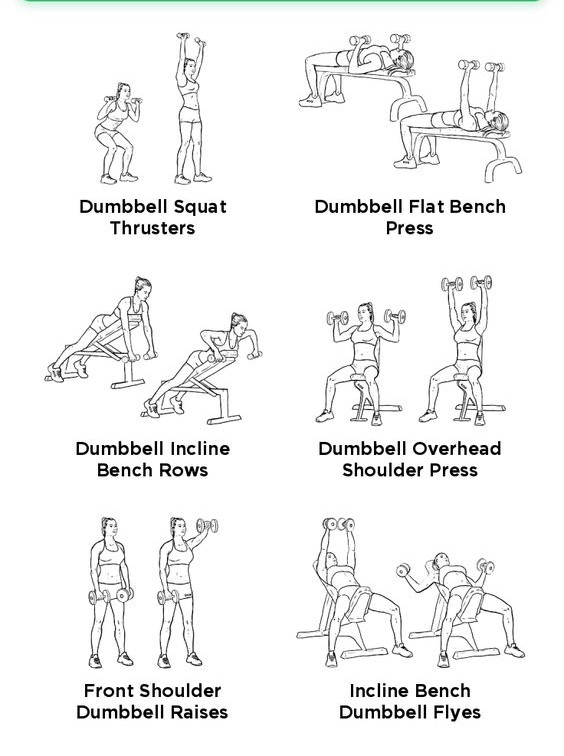 Dumbbell Squat
Thrusters
Dumbbell Flat Bench
Press
Dumbbell Incline
Bench Rows
Dumbbell Overhead
Shoulder Press
Front Shoulder
Dumbbell Raises
Incline Bench
Dumbbell Flyes